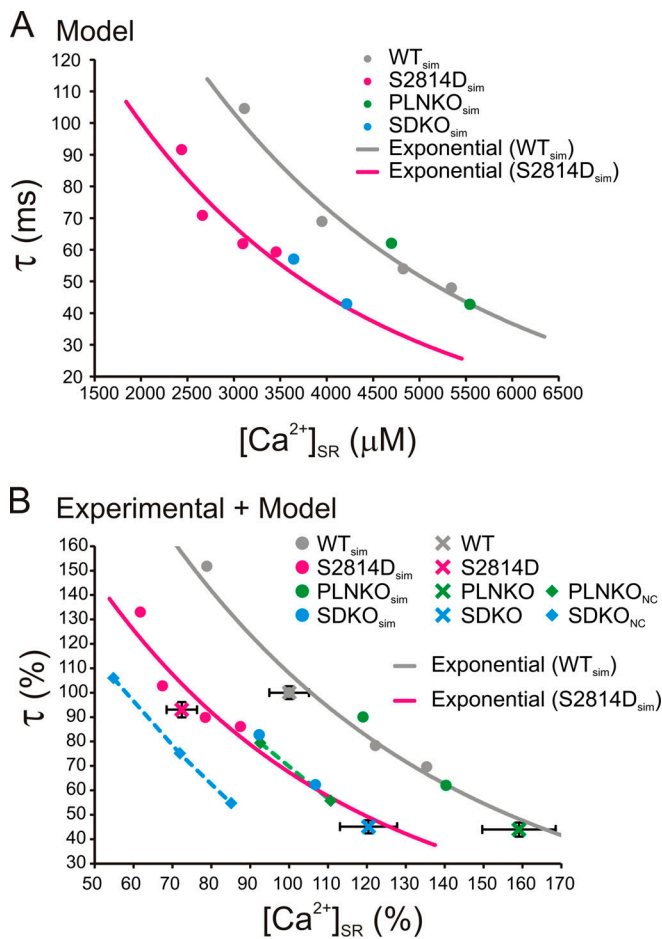 A Model
120
110
100
90
80
70
60
50
40
30
20
τ (ms)
WTsim
S2814Dsim
PLNKOsim
SDKOsim
Exponential (WTsim)
Exponential (S2814Dsim)
1500 2000 2500 3000 3500 4000 4500 5000 5500 6000 6500
[Ca2+]SR (μM)
B Experimental + Model
160
150
140
130
120
110
100
90
80
70
60
50
40
30
τ (%)
WTsim WT
S2814Dsim S2814D
PLNKOsim PLNKO PLNKONC
SDKOsim SDKO SDKONC
Exponential (WTsim)
Exponential (S2814Dsim)
50 60 70 80 90 100 110 120 130 140 150 160 170
[Ca2+]SR (%)